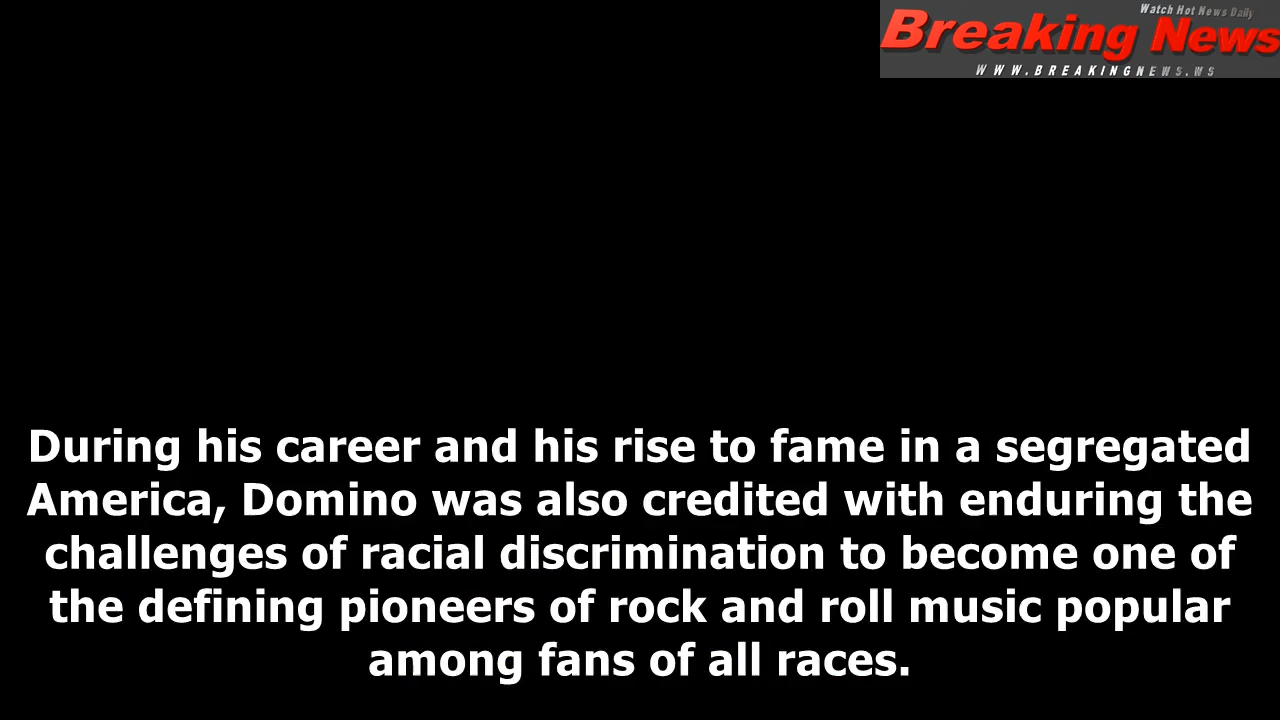 Watch Hot News Daily
Breaking News
WWW.BREAKINGNEWS.WS
During his career and his rise to fame in a segregated
America, Domino was also credited with enduring the
challenges of racial discrimination to become one of
the defining pioneers of rock and roll music popular
among fans of all races.